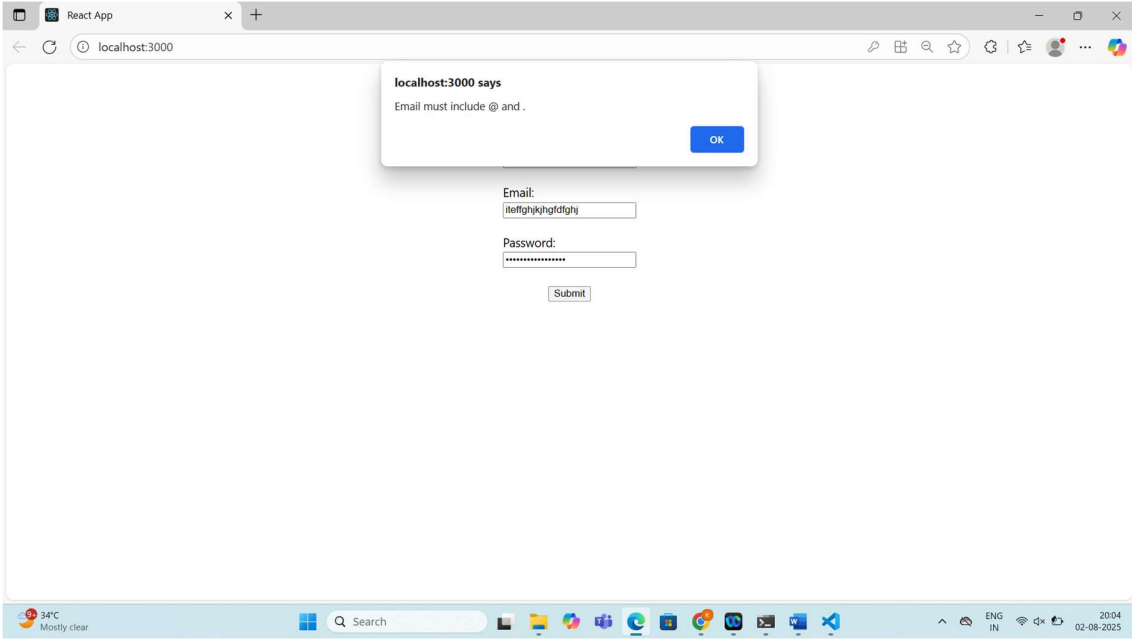 React App
localhost:3000
localhost:3000 says
Email must include @ and .
OK
Email:
iteffghjkjhgfdfghj
Password:
••••••••••••••••
Submit
9+
34°C
Mostly clear
Search
ENG
IN
20:04
02-08-2025